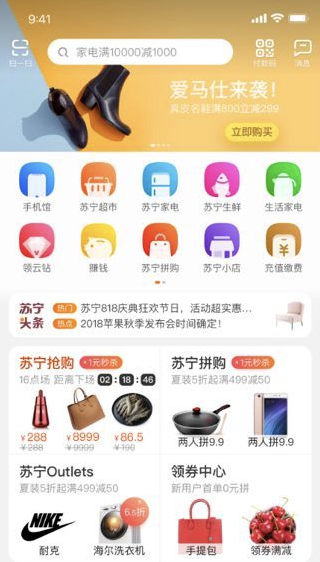 9:41
扫一扫
家电满10000减1000
付款码
消息
爱马仕来袭！
真皮名鞋满800立减299
立即购买
手机馆
苏宁超市
苏宁家电
苏宁生鲜
生活家电
领云钻
赚钱
苏宁拼购
苏宁小店
充值缴费
苏宁头条
热门 苏宁818庆典狂欢节日，活动超实惠...
热点 2018苹果秋季发布会时间确定！
苏宁抢购 1元秒杀
16点场 距离下场 02:18:46
¥288 ¥8999 ¥86.5
¥288 ¥9999 ¥190
苏宁拼购 1元秒杀
夏装5折起满499减50
两人拼9.9 两人拼9.9
苏宁Outlets
夏装5折起满499减50
NIKE
6.5折
耐克 海尔洗衣机
领券中心
新用户首单0元拼
手提包 领券满减